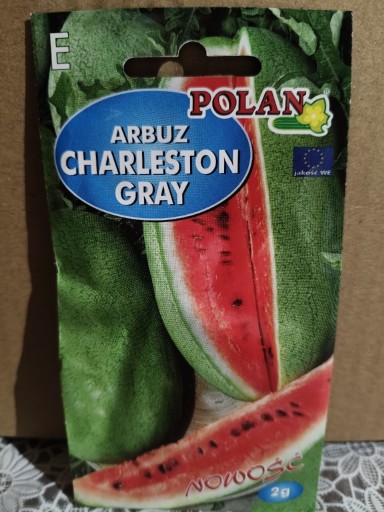 E
POLAN
ARBUZ
CHARLESTON
GRAY
jakość WE
NOWOŚĆ
2g